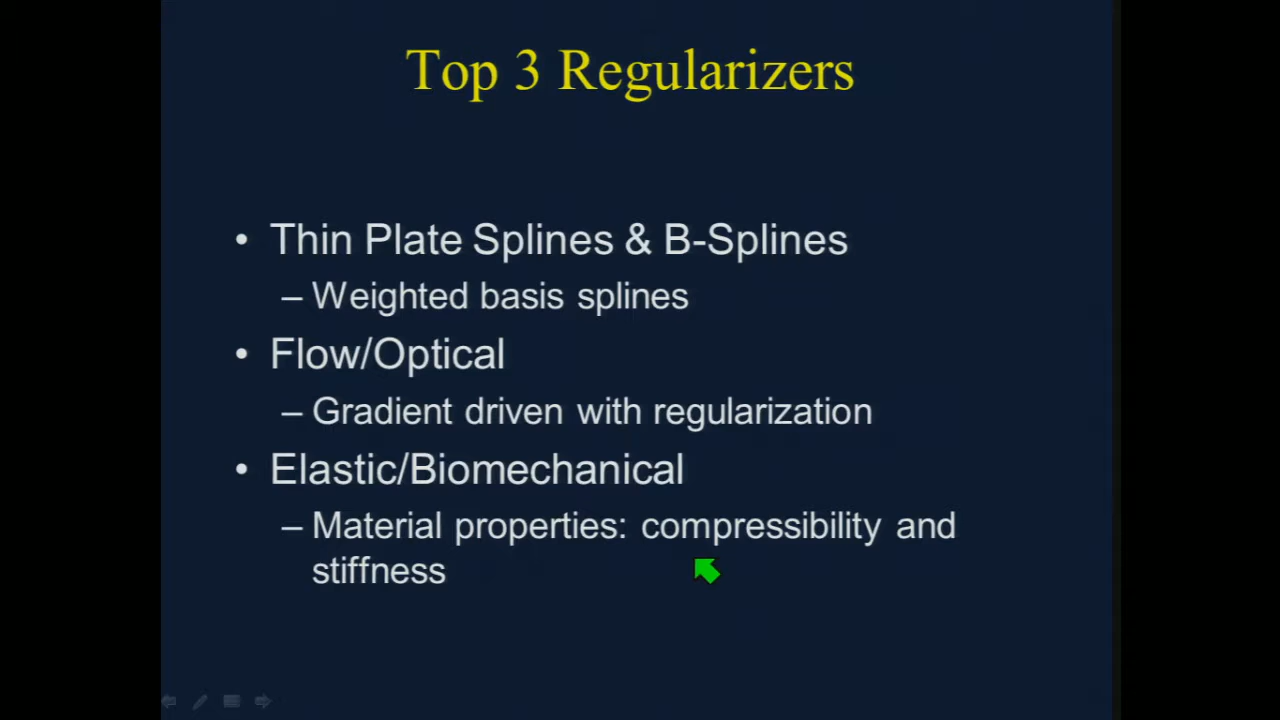 Top 3 Regularizers
• Thin Plate Splines & B-Splines
– Weighted basis splines
• Flow/Optical
– Gradient driven with regularization
• Elastic/Biomechanical
– Material properties: compressibility and
stiffness